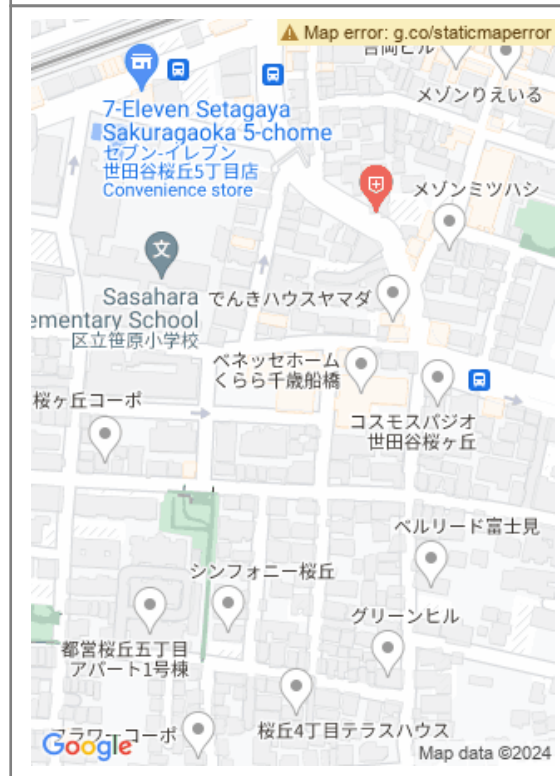 Map error: g.co/staticmaperror
7-Eleven Setagaya
Sakuragaoka 5-chome
セブン-イレブン
世田谷桜丘5丁目店
Convenience store
メゾンりえいる
メゾンミツハシ
文
Sasahara
ementary School
区立笹原小学校
でんきハウスヤマダ
ベネッセホーム
くらら千歳船橋
桜ヶ丘コーポ
コスモスパジオ
世田谷桜ヶ丘
ベルリード富士見
シンフォニー桜丘
グリーンヒル
都営桜丘五丁目
アパート1号棟
桜丘4丁目テラスハウス
フラワーコーポ
Google
Map data ©2024